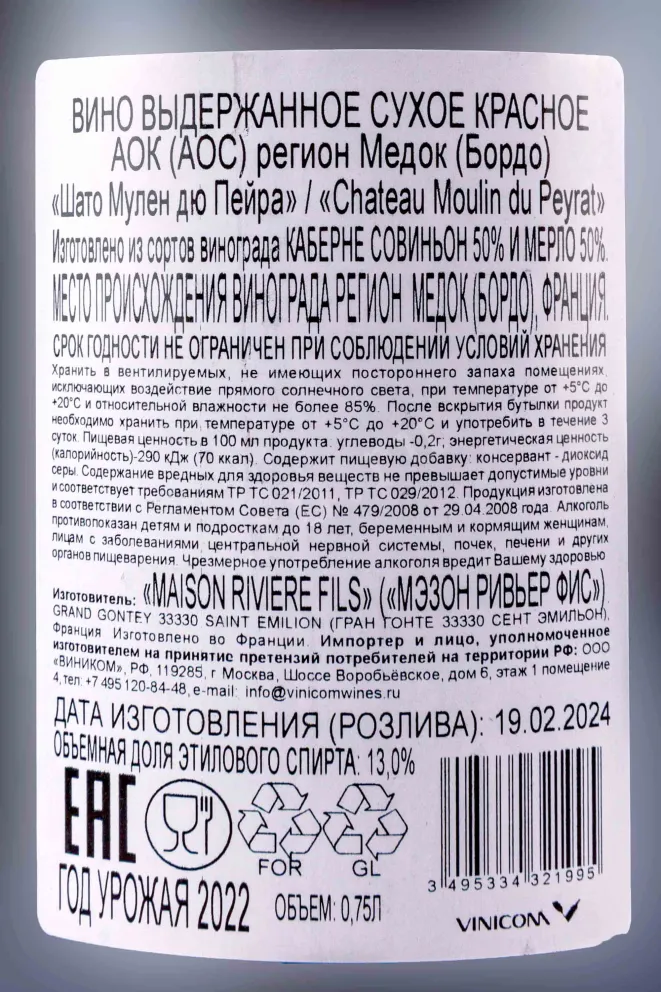 ВИНО ВЫДЕРЖАННОЕ СУХОЕ КРАСНОЕ
АОК (АОС) регион Медок (Бордо)
«Шато Мулен дю Пейра» / «Chateau Moulin du Peyrat»
Изготовлено из сортов винограда КАБЕРНЕ СОВИНЬОН 50% И МЕРЛО 50%.
МЕСТО ПРОИСХОЖДЕНИЯ ВИНОГРАДА РЕГИОН МЕДОК (БОРДО), ФРАНЦИЯ.
СРОК ГОДНОСТИ НЕ ОГРАНИЧЕН ПРИ СОБЛЮДЕНИИ УСЛОВИЙ ХРАНЕНИЯ
Хранить в вентилируемых, не имеющих постороннего запаха помещениях,
исключающих воздействие прямого солнечного света, при температуре от +5°С до
+20°С и относительной влажности не более 85%. После вскрытия бутылки продукт
необходимо хранить при температуре от +5°С до +20°С и употребить в течение 3
суток. Пищевая ценность в 100 мл продукта: углеводы -0,2г; энергетическая ценность
(калорийность)-290 кДж (70 ккал). Содержит пищевую добавку: консервант - диоксид
серы. Содержание вредных для здоровья веществ не превышает допустимые уровни
и соответствует требованиям ТР ТС 021/2011, ТР ТС 029/2012. Продукция изготовлена
в соответствии с Регламентом Совета (ЕС) № 479/2008 от 29.04.2008 года. Алкоголь
противопоказан детям и подросткам до 18 лет, беременным и кормящим женщинам,
лицам с заболеваниями центральной нервной системы, почек, печени и других
органов пищеварения. Чрезмерное употребление алкоголя вредит Вашему здоровью
Изготовитель: «MAISON RIVIERE FILS» («МЭЗОН РИВЬЕР ФИС»)
GRAND GONTEY 33330 SAINT EMILION (ГРАН ГОНТЕ 33330 СЕНТ ЭМИЛЬОН),
Франция Изготовлено во Франции. Импортер и лицо, уполномоченное
изготовителем на принятие претензий потребителей на территории РФ: ООО
«ВИНИКОМ», РФ, 119285, г Москва, Шоссе Воробьёвское, дом 6, этаж 1 помещение
4, тел: +7 495 120-84-48, e-mail: info@vinicomwines.ru
ДАТА ИЗГОТОВЛЕНИЯ (РОЗЛИВА): 19.02.2024
ОБЪЕМНАЯ ДОЛЯ ЭТИЛОВОГО СПИРТА: 13,0%
ЕАС
FOR GL
3 495334 321995
ГОД УРОЖАЯ 2022 ОБЪЕМ: 0,75Л
VINICOM